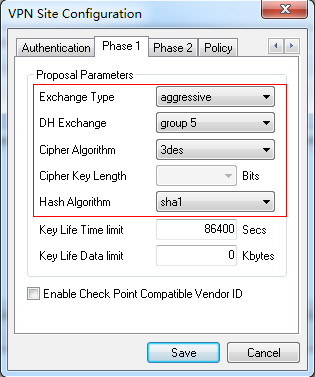 VPN Site Configuration
Authentication Phase 1 Phase 2 Policy
Proposal Parameters
Exchange Type aggressive
DH Exchange group 5
Cipher Algorithm 3des
Cipher Key Length Bits
Hash Algorithm sha1
Key Life Time limit 86400 Secs
Key Life Data limit 0 Kbytes
Enable Check Point Compatible Vendor ID
Save Cancel